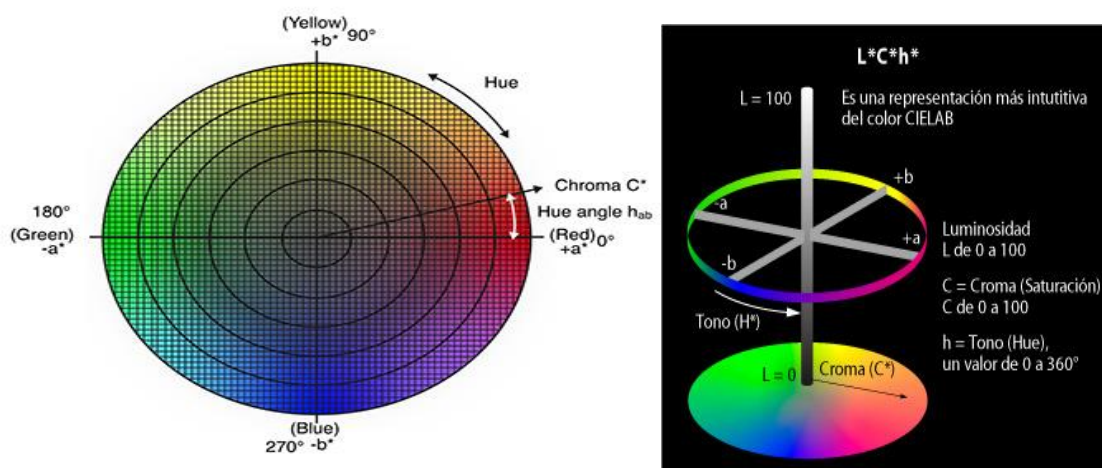 (Yellow)
+b* 90°
Hue
Chroma C*
Hue angle hab
180°
(Green)
-a*
(Red) 0°
+a*
(Blue)
270° -b*
L*C*h*
L = 100
Es una representación más intutitiva
del color CIELAB
+b
-a
+a
-b
Luminosidad
L de 0 a 100
C = Croma (Saturación)
C de 0 a 100
Tono (H*)
h = Tono (Hue),
un valor de 0 a 360°
L = 0
Croma (C*)